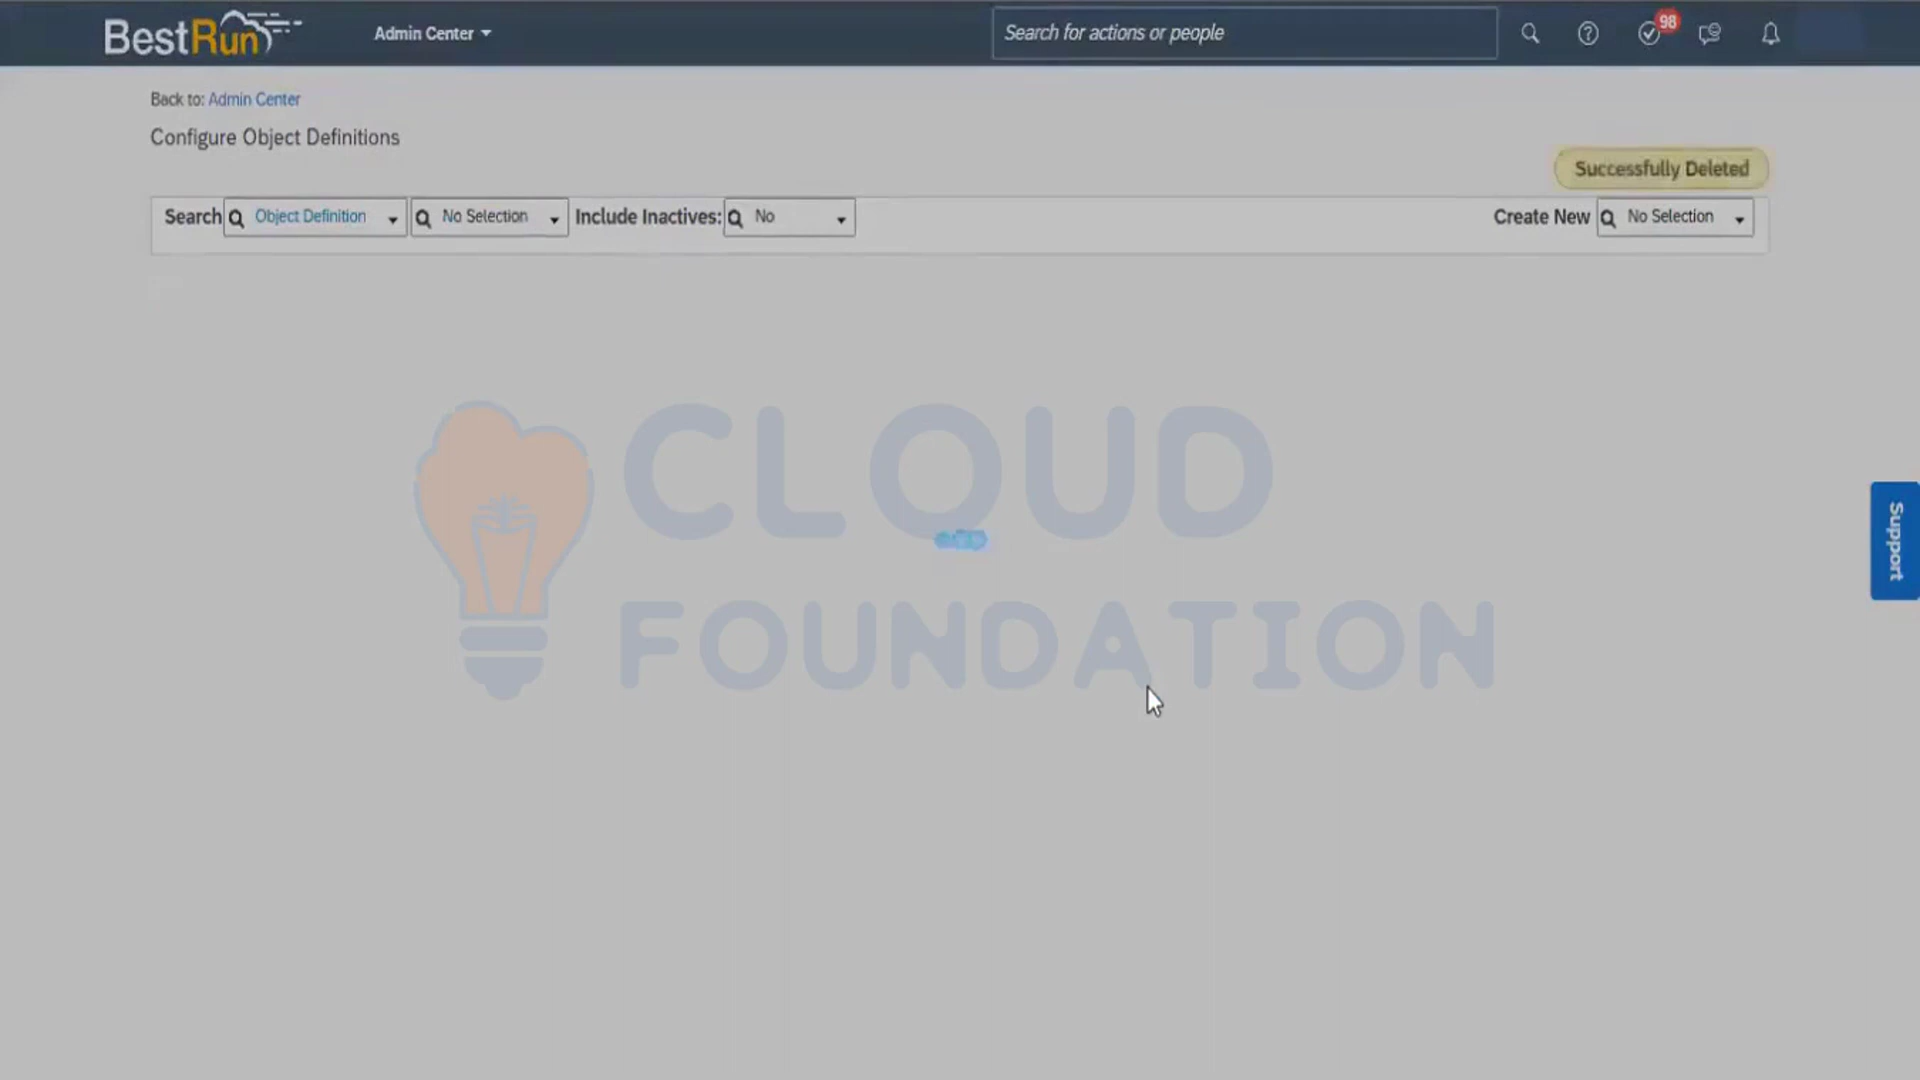 BestRun
Admin Center
Search for actions or people
98
Back to: Admin Center
Configure Object Definitions
Successfully Deleted
Search Object Definition No Selection Include Inactives: No Create New No Selection
CLOUD
FOUNDATION
Support